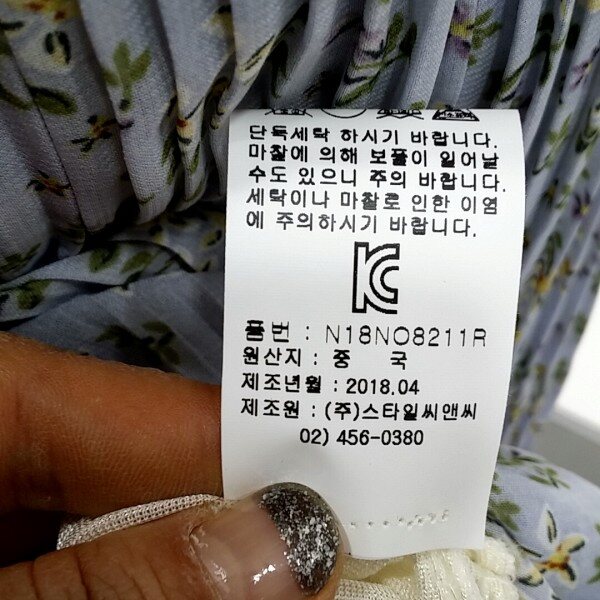 단독세탁 하시기 바랍니다.
마찰에 의해 보풀이 일어날
수도 있으니 주의 바랍니다.
세탁이나 마찰로 인한 이염
에 주의하시기 바랍니다.
품번 : N18NO8211R
원산지 : 중 국
제조년월 : 2018.04
제조원 : (주)스타일씨앤씨
02) 456-0380